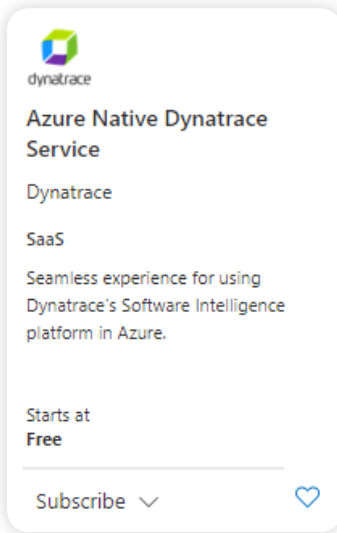 dynatrace
Azure Native Dynatrace
Service
Dynatrace
SaaS
Seamless experience for using
Dynatrace's Software Intelligence
platform in Azure.
Starts at
Free
Subscribe